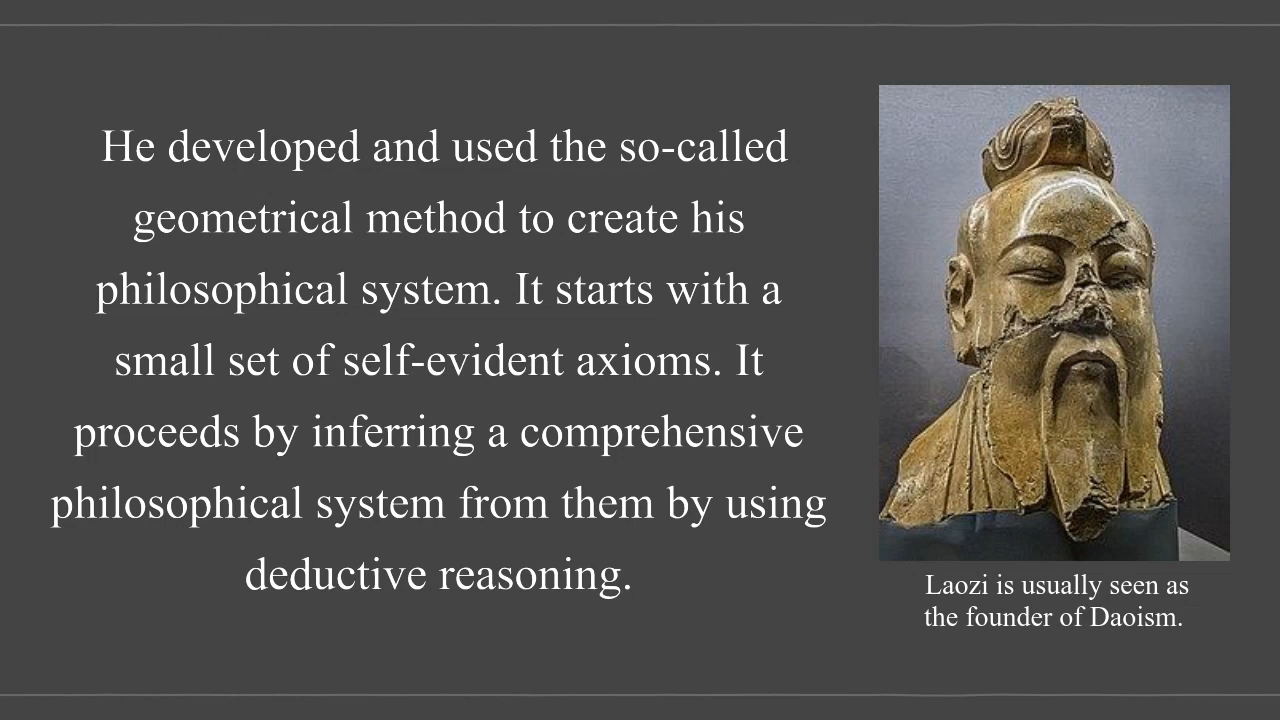 He developed and used the so-called
geometrical method to create his
philosophical system. It starts with a
small set of self-evident axioms. It
proceeds by inferring a comprehensive
philosophical system from them by using
deductive reasoning.
Laozi is usually seen as
the founder of Daoism.